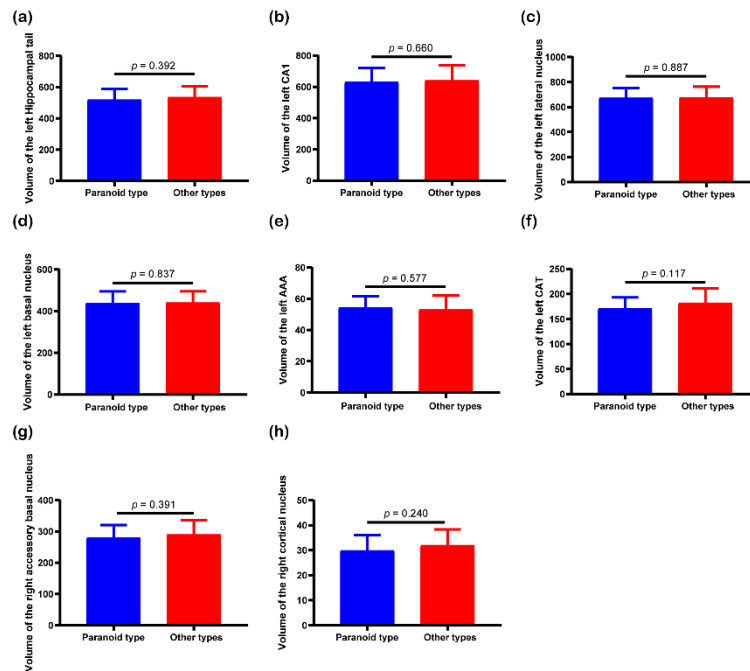 (a)
Volume of the left Hippocampal tail
800
600
400
200
0
p = 0.392
Paranoid type
Other types
(b)
Volume of the left CA1
800
600
400
200
0
p = 0.660
Paranoid type
Other types
(c)
Volume of the left lateral nucleus
1000
800
600
400
200
0
p = 0.887
Paranoid type
Other types
(d)
Volume of the left basal nucleus
600
400
200
0
p = 0.837
Paranoid type
Other types
(e)
Volume of the left AAA
80
60
40
20
0
p = 0.577
Paranoid type
Other types
(f)
Volume of the left CAT
250
200
150
100
50
0
p = 0.117
Paranoid type
Other types
(g)
Volume of the right accessory basal nucleus
400
300
200
100
0
p = 0.391
Paranoid type
Other types
(h)
Volume of the right cortical nucleus
50
40
30
20
10
0
p = 0.240
Paranoid type
Other types